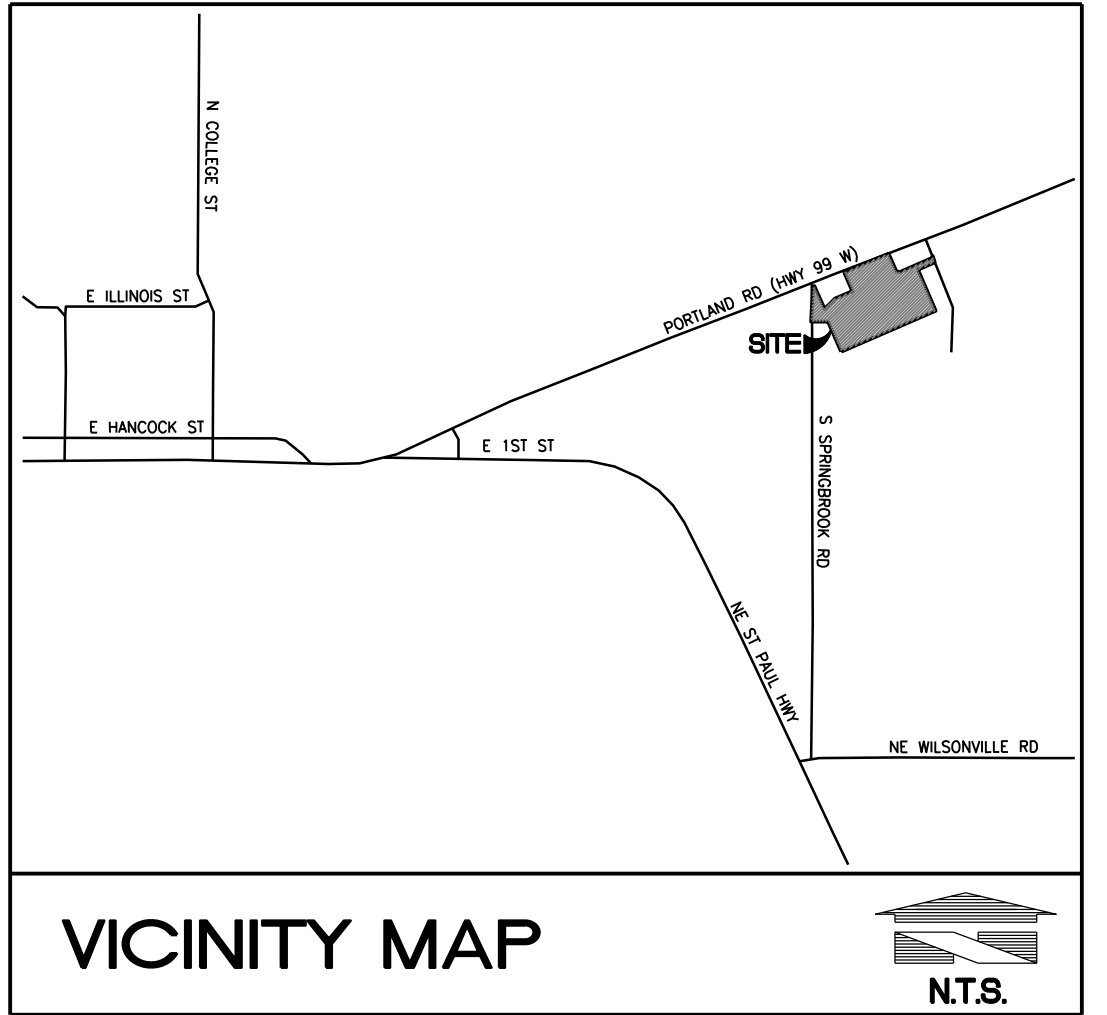 N COLLEGE ST
PORTLAND RD (HWY 99 W)
E ILLINOIS ST
SITE
E HANCOCK ST
E 1ST ST
S SPRINGBROOK RD
NE ST PAUL HWY
NE WILSONVILLE RD
VICINITY MAP
N.T.S.